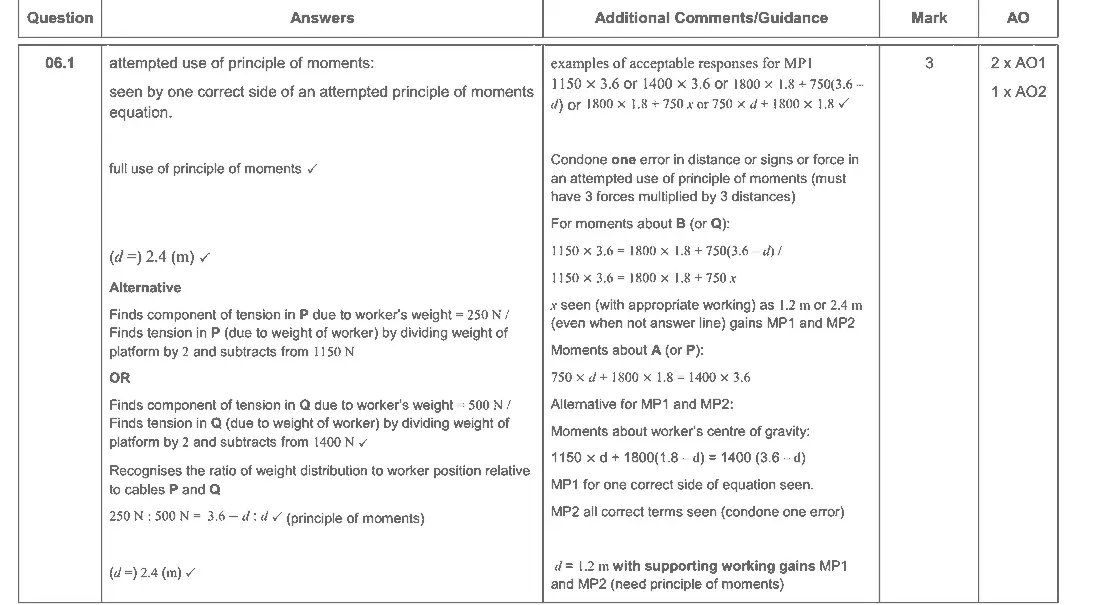 Question Answers Additional Comments/Guidance Mark AO
06.1 attempted use of principle of moments:
seen by one correct side of an attempted principle of moments
equation.
full use of principle of moments ✓
(d =) 2.4 (m) ✓
Alternative
Finds component of tension in P due to worker's weight = 250 N /
Finds tension in P (due to weight of worker) by dividing weight of
platform by 2 and subtracts from 1150 N
OR
Finds component of tension in Q due to worker's weight = 500 N /
Finds tension in Q (due to weight of worker) by dividing weight of
platform by 2 and subtracts from 1400 N ✓
Recognises the ratio of weight distribution to worker position relative
to cables P and Q
250 N : 500 N = 3.6 – d : d ✓ (principle of moments)
(d =) 2.4 (m) ✓
examples of acceptable responses for MP1
1150 × 3.6 or 1400 × 3.6 or 1800 × 1.8 + 750(3.6 –
d) or 1800 × 1.8 + 750 x or 750 × d + 1800 × 1.8 ✓
Condone one error in distance or signs or force in
an attempted use of principle of moments (must
have 3 forces multiplied by 3 distances)
For moments about B (or Q):
1150 × 3.6 = 1800 × 1.8 + 750(3.6 – d) /
1150 × 3.6 = 1800 × 1.8 + 750 x
x seen (with appropriate working) as 1.2 m or 2.4 m
(even when not answer line) gains MP1 and MP2
Moments about A (or P):
750 × d + 1800 × 1.8 = 1400 × 3.6
Alternative for MP1 and MP2:
Moments about worker's centre of gravity:
1150 x d + 1800(1.8 – d) = 1400 (3.6 – d)
MP1 for one correct side of equation seen.
MP2 all correct terms seen (condone one error)
d = 1.2 m with supporting working gains MP1
and MP2 (need principle of moments)
3
2 x AO1
1 x AO2